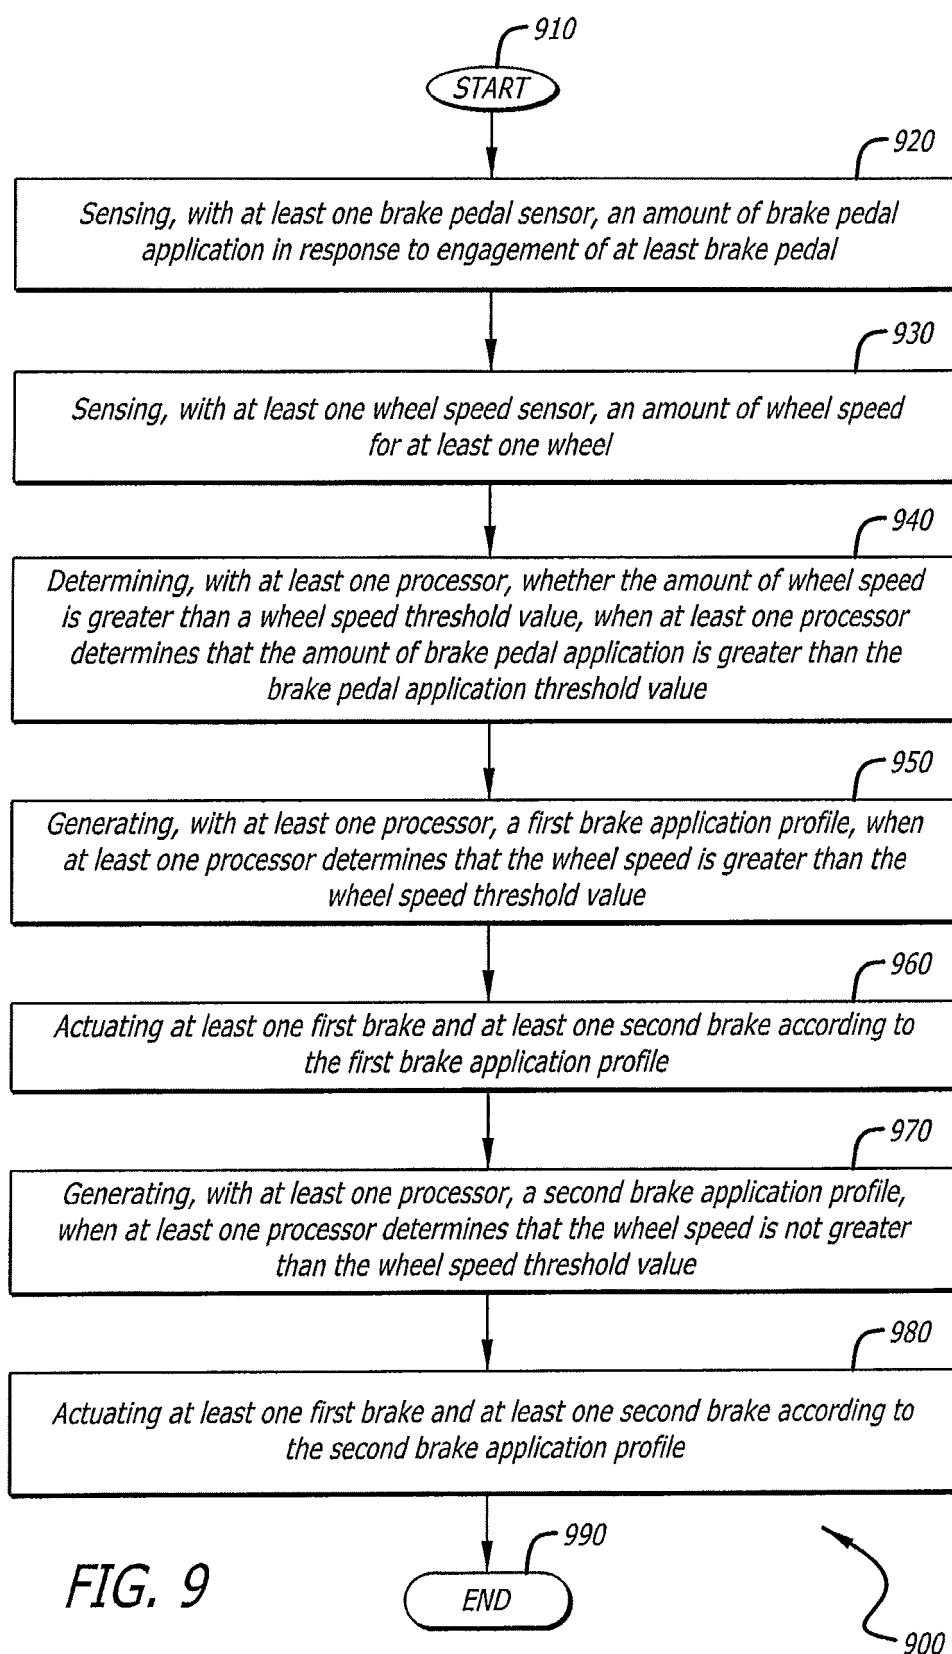 910
START
920
Sensing, with at least one brake pedal sensor, an amount of brake pedal
application in response to engagement of at least brake pedal
930
Sensing, with at least one wheel speed sensor, an amount of wheel speed
for at least one wheel
940
Determining, with at least one processor, whether the amount of wheel speed
is greater than a wheel speed threshold value, when at least one processor
determines that the amount of brake pedal application is greater than the
brake pedal application threshold value
950
Generating, with at least one processor, a first brake application profile, when
at least one processor determines that the wheel speed is greater than the
wheel speed threshold value
960
Actuating at least one first brake and at least one second brake according to
the first brake application profile
970
Generating, with at least one processor, a second brake application profile,
when at least one processor determines that the wheel speed is not greater
than the wheel speed threshold value
980
Actuating at least one first brake and at least one second brake according to
the second brake application profile
990
END
FIG. 9
900